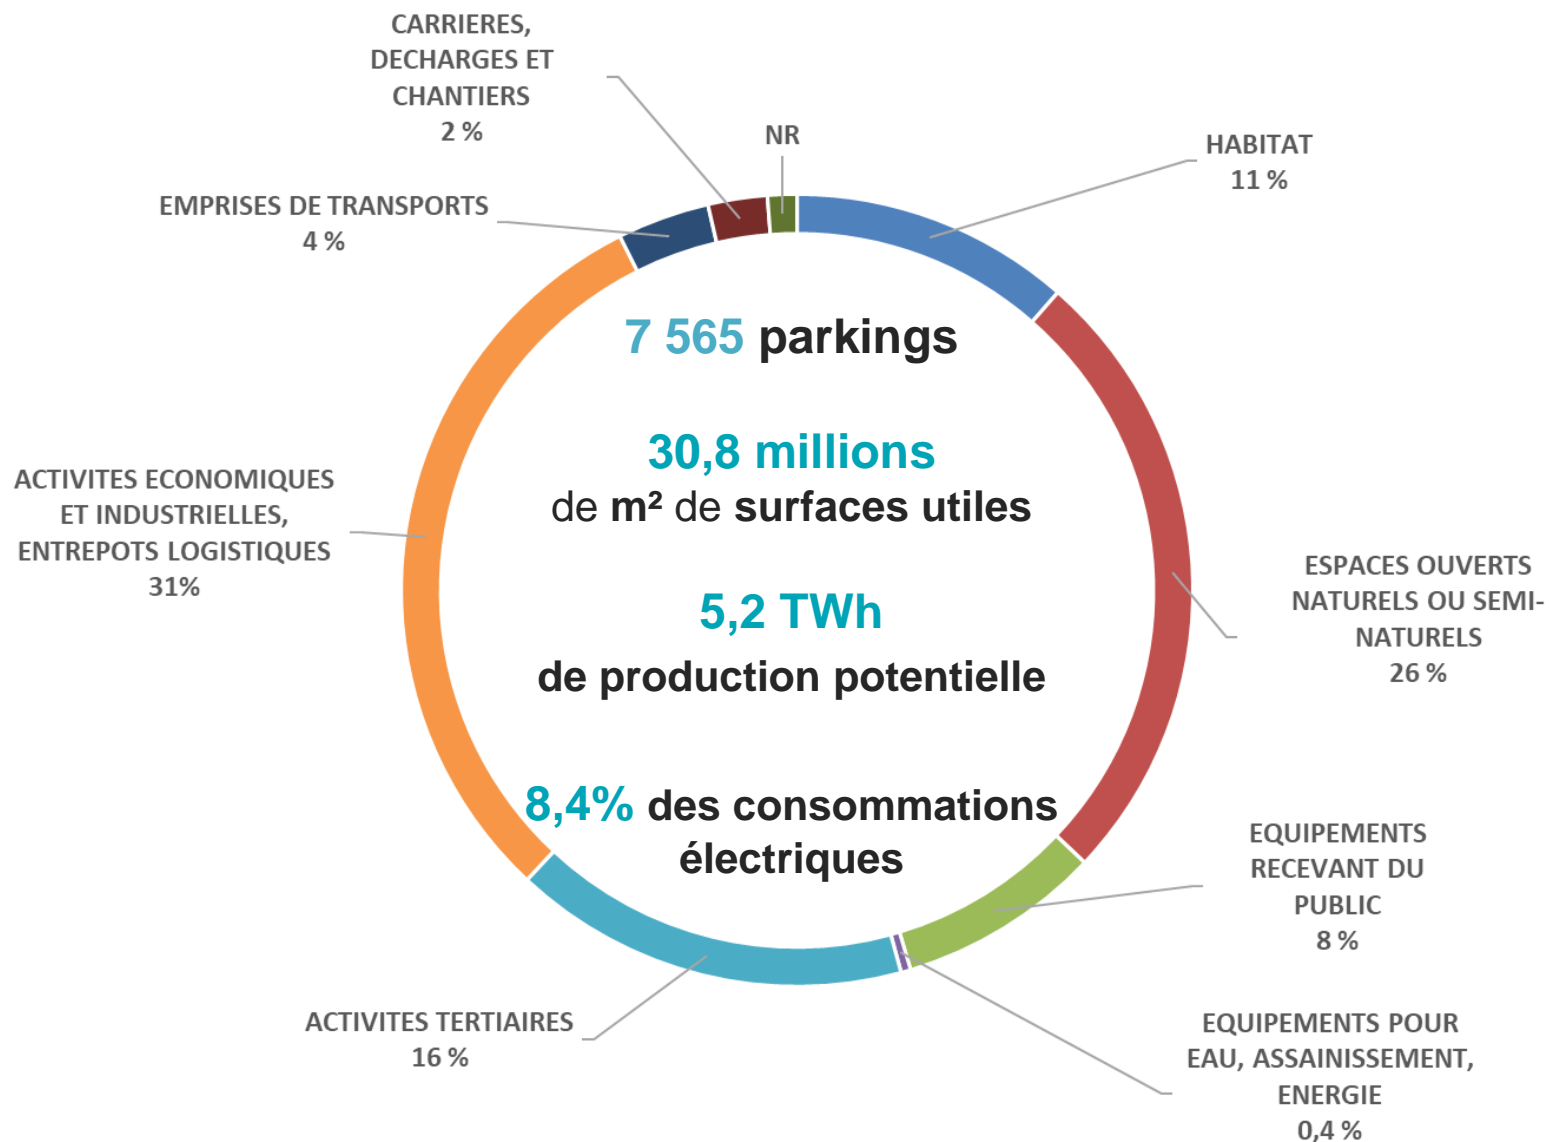 CARRIERES,
DECHARGES ET
CHANTIERS
2 %
NR
HABITAT
11 %
EMPRISES DE TRANSPORTS
4 %
7 565 parkings
30,8 millions
de m² de surfaces utiles
5,2 TWh
de production potentielle
8,4% des consommations
électriques
ACTIVITES ECONOMIQUES
ET INDUSTRIELLES,
ENTREPOTS LOGISTIQUES
31%
ESPACES OUVERTS
NATURELS OU SEMI-
NATURELS
26 %
EQUIPEMENTS
RECEVANT DU
PUBLIC
8 %
ACTIVITES TERTIAIRES
16 %
EQUIPEMENTS POUR
EAU, ASSAINISSEMENT,
ENERGIE
0,4 %